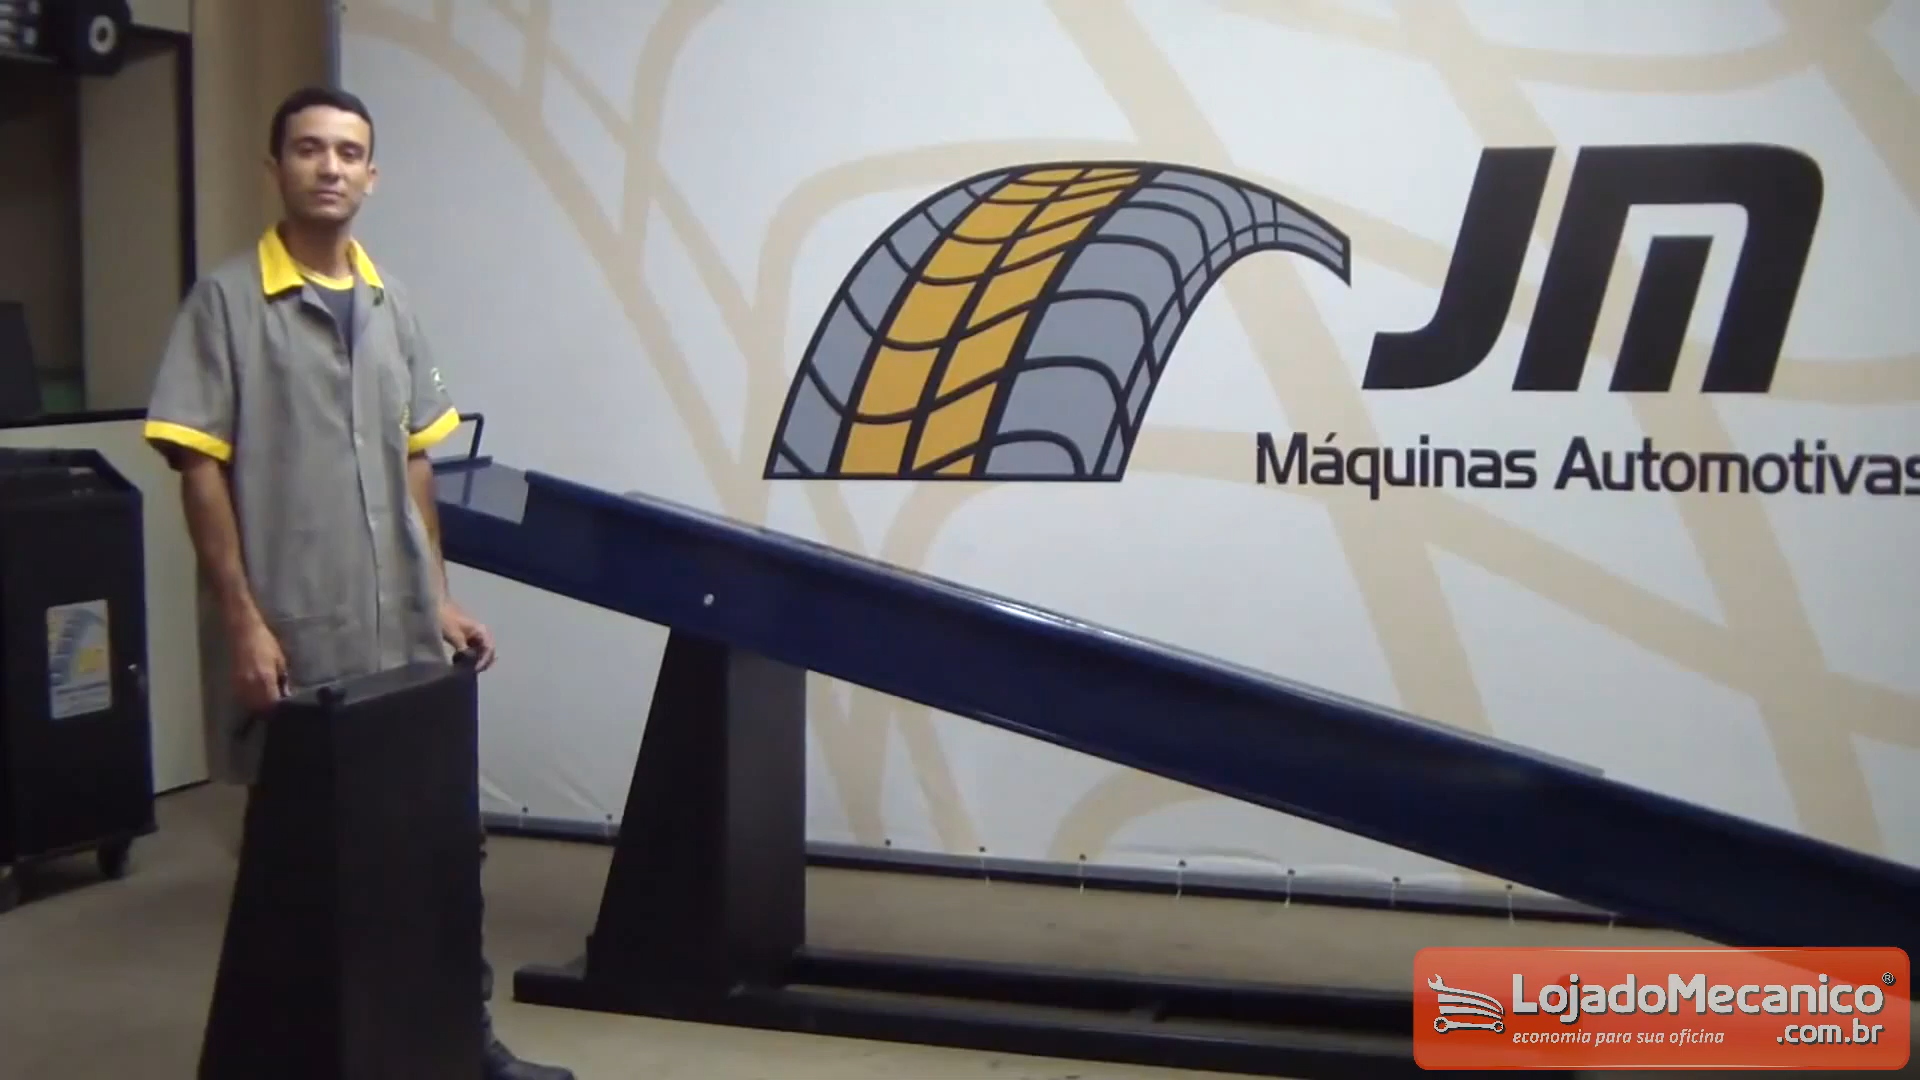 JM
Máquinas Automotivas
LojadoMecanico®
economia para sua oficina
.com.br